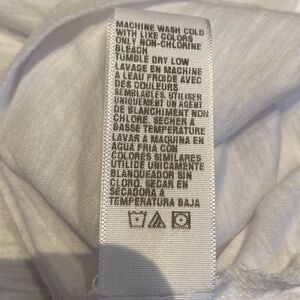 MACHINE WASH COLD
WITH LIKE COLORS
ONLY NON-CHLORINE
BLEACH
TUMBLE DRY LOW
LAVAGE EN MACHINE
A LEAU FROIDE AVEC
DES COULEURS
SEMBLABLES. UTILISER
UNIQUEMENT UN AGENT
DE BLANCHIMENT NON
CHLORE. SECHER A
BASSE TEMPERATURE
LAVAR A MAQUINA EN
AGUA FRIA CON
COLORES SIMILARES
UTILICE UNICAMENTE
BLANQUEADOR SIN
CLORO. SECAR EN
SECADORA A
TEMPERATURA BAJA